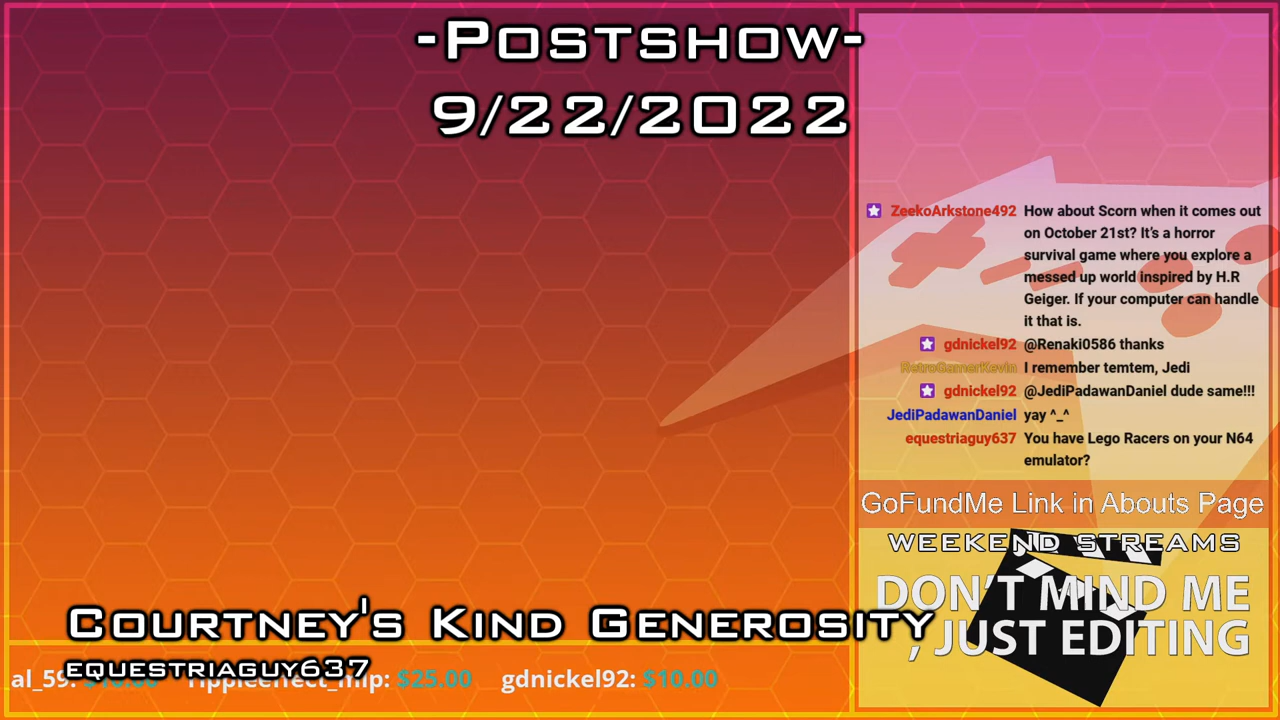 -Postshow-
9/22/2022
ZeekoArkstone492 How about Scorn when it comes out
on October 21st? It's a horror
survival game where you explore a
messed up world inspired by H.R
Geiger. If your computer can handle
it that is.
gdnickel92 @Renaki0586 thanks
RetroGamerKevin I remember temtem, Jedi
gdnickel92 @JediPadawanDaniel dude same!!!
JediPadawanDaniel yay ^_^
equestriaguy637 You have Lego Racers on your N64
emulator?
GoFundMe Link in Abouts Page
WEEKEND STREAMS
DON'T MIND ME
, JUST EDITING
Courtney's Kind Generosity
equestriaguy637
al_59: $10.00 rippleeffect_mlp: $25.00 gdnickel92: $10.00